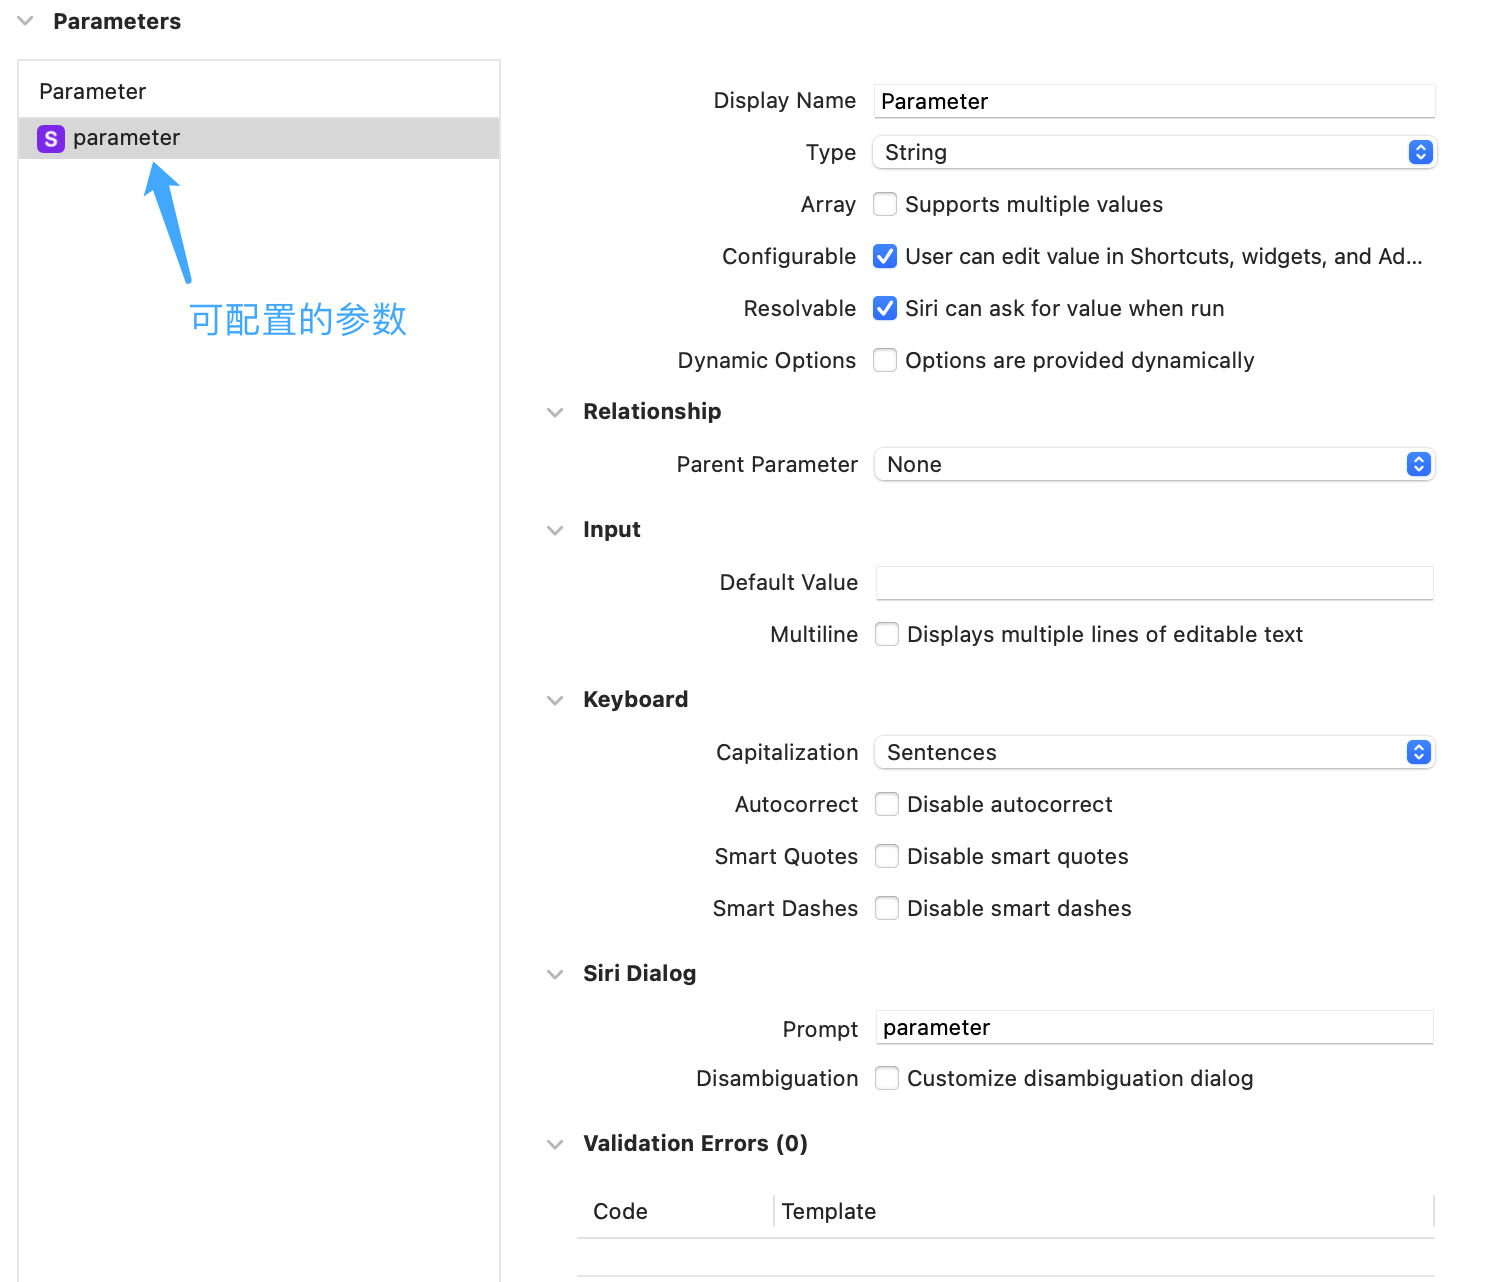 Parameters
Parameter
S parameter
可配置的参数
Display Name Parameter
Type String
Array Supports multiple values
Configurable User can edit value in Shortcuts, widgets, and Ad...
Resolvable Siri can ask for value when run
Dynamic Options Options are provided dynamically
Relationship
Parent Parameter None
Input
Default Value
Multiline Displays multiple lines of editable text
Keyboard
Capitalization Sentences
Autocorrect Disable autocorrect
Smart Quotes Disable smart quotes
Smart Dashes Disable smart dashes
Siri Dialog
Prompt parameter
Disambiguation Customize disambiguation dialog
Validation Errors (0)
Code Template